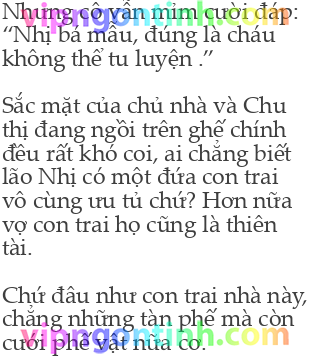 Nhưng cô vẫn mỉm cười đáp:
“Nhị bá mẫu, đúng là cháu
không thể tu luyện .”
Sắc mặt của chủ nhà và Chu
thị đang ngồi trên ghế chính
đều rất khó coi, ai chẳng biết
lão Nhị có một đứa con trai
vô cùng ưu tú chứ? Hơn nữa
vợ con trai họ cũng là thiên
tài.
Chứ đâu như con trai nhà này,
chẳng những tàn phế mà còn
cưới phế vật nữa cơ.
vipngontinh.com
vipngontinh.com